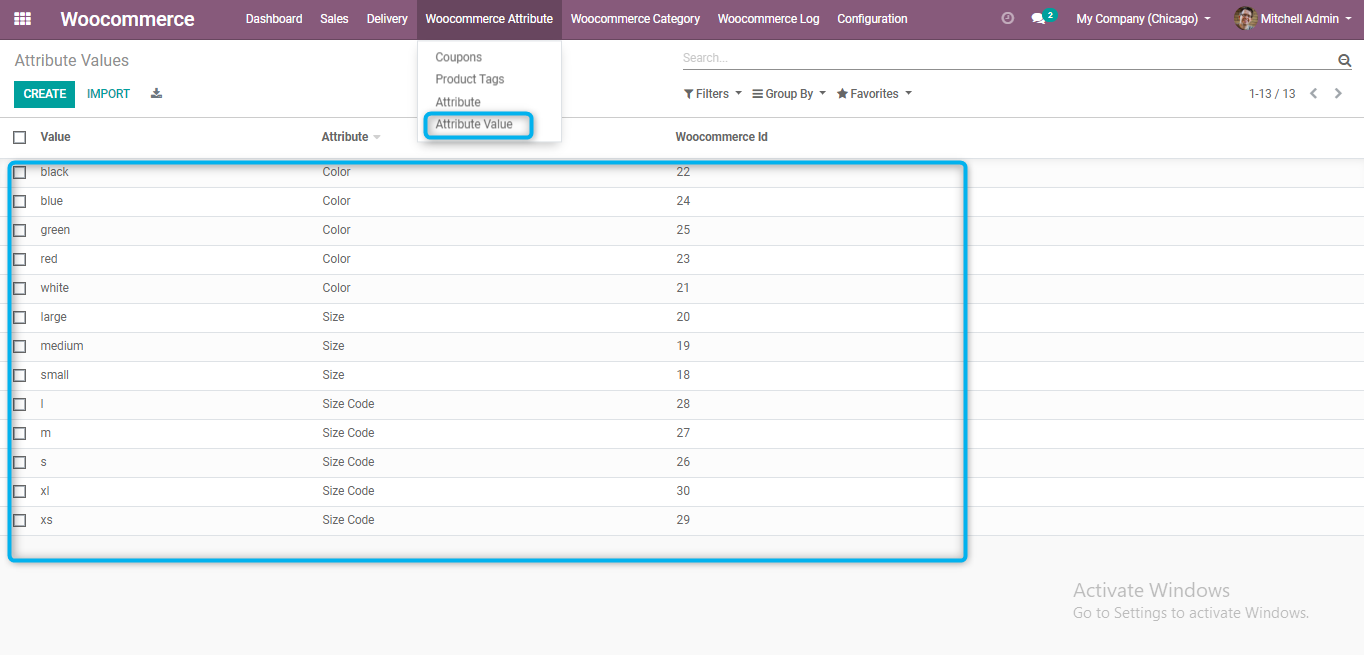 Woocommerce Dashboard Sales Delivery Woocommerce Attribute Woocommerce Category Woocommerce Log Configuration 2 My Company (Chicago) Mitchell Admin
Coupons
Product Tags
Attribute
Attribute Value
Attribute Values
Search...
CREATE IMPORT
Filters Group By Favorites 1-13 / 13
Value Attribute Woocommerce Id
black Color 22
blue Color 24
green Color 25
red Color 23
white Color 21
large Size 20
medium Size 19
small Size 18
l Size Code 28
m Size Code 27
s Size Code 26
xl Size Code 30
xs Size Code 29
Activate Windows
Go to Settings to activate Windows.